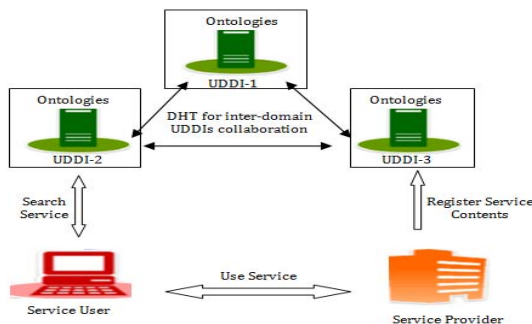 Ontologies
UDDI-1
Ontologies
UDDI-2
DHT for inter-domain
UDDIs collaboration
Ontologies
UDDI-3
Search
Service
Register Service
Contents
Use Service
Service User
Service Provider